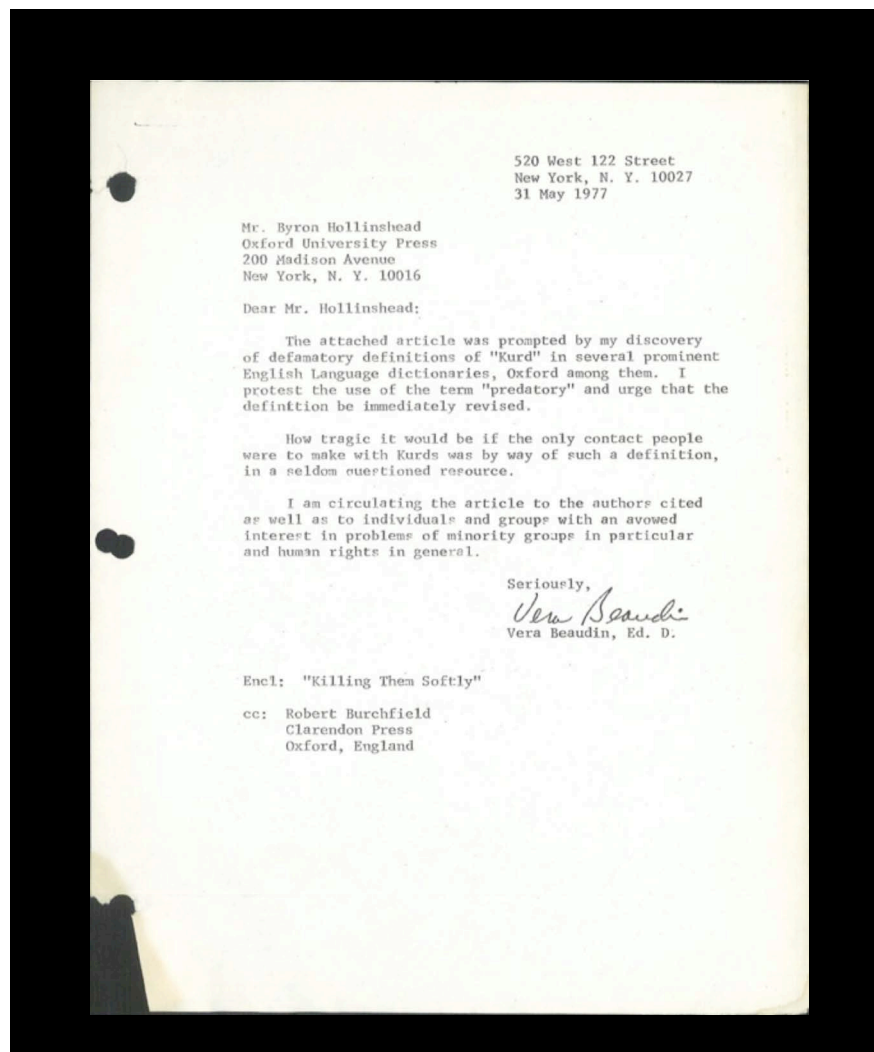 520 West 122 Street
New York, N. Y. 10027
31 May 1977
Mr. Byron Hollinshead
Oxford University Press
200 Madison Avenue
New York, N. Y. 10016
Dear Mr. Hollinshead:
The attached article was prompted by my discovery
of defamatory definitions of "Kurd" in several prominent
English Language dictionaries, Oxford among them. I
protest the use of the term "predatory" and urge that the
definttion be immediately revised.
How tragic it would be if the only contact people
were to make with Kurds was by way of such a definition,
in a seldom questioned resource.
I am circulating the article to the authors cited
as well as to individuals and groups with an avowed
interest in problems of minority groups in particular
and human rights in general.
Seriously,
Vera Beaudin
Vera Beaudin, Ed. D.
Encl: "Killing Them Softly"
cc: Robert Burchfield
Clarendon Press
Oxford, England